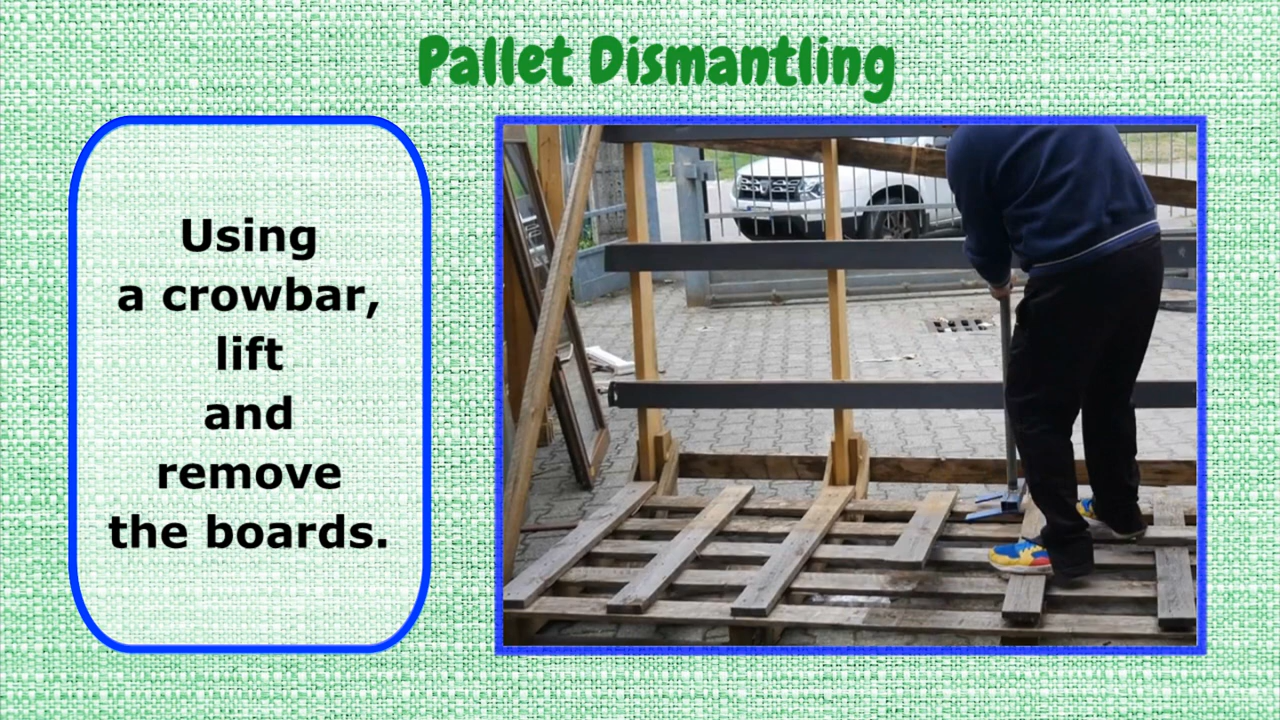 Pallet Dismantling
Using
a crowbar,
lift
and
remove
the boards.